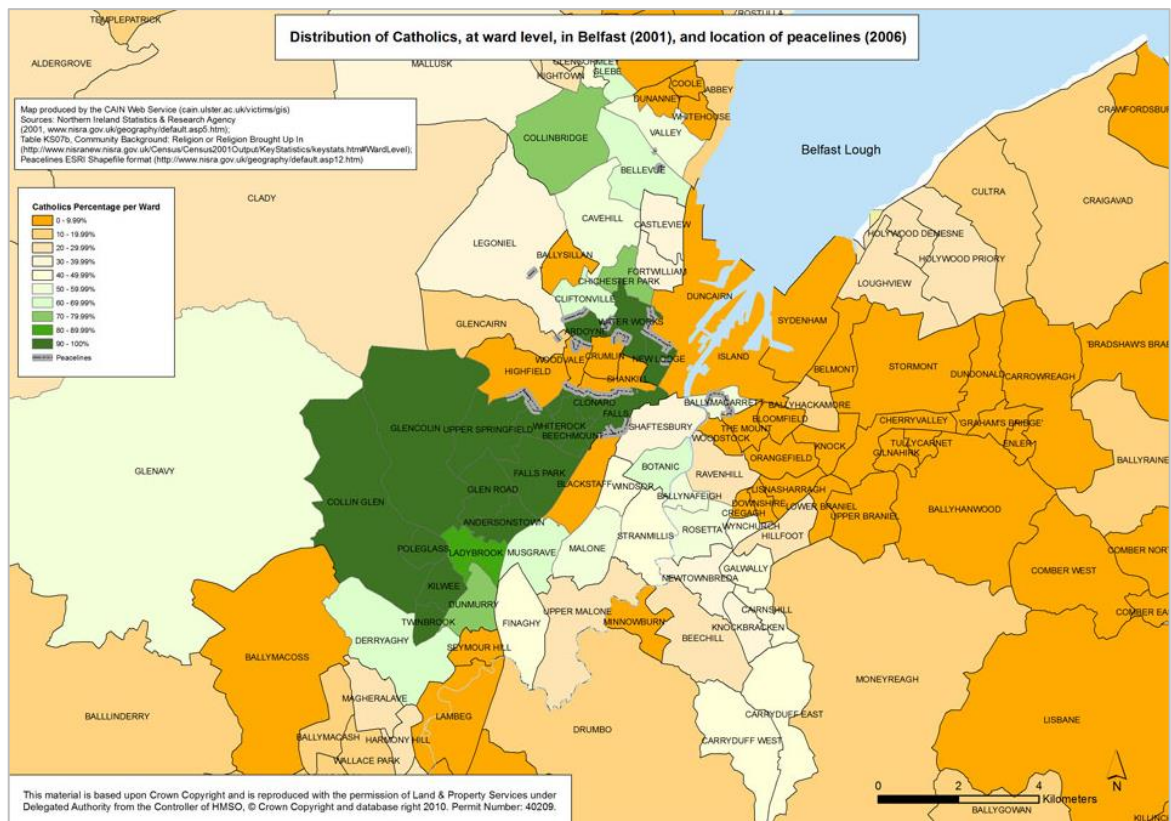 TEMPLEPATRICK
ROSTULLA
Distribution of Catholics, at ward level, in Belfast (2001), and location of peacelines (2006)
ALDERGROVE
MALLUSK
HIGHTOWN
GLEBE
COOLE
ABBEY
DUNANNEY
WHITEHOUSE
CRAWFORDSBUR
Map produced by the CAIN Web Service (cain.ulster.ac.uk/victims/gis)
Sources: Northern Ireland Statistics & Research Agency
(2001, www.nisra.gov.uk/geography/default.asp5.htm);
Table KS07b, Community Background: Religion or Religion Brought Up In
(http://www.nisranew.nisra.gov.uk/Census/Census2001Output/KeyStatistics/keystats.htm#WardLevel);
Peacelines ESRI Shapefile format (http://www.nisra.gov.uk/geography/default.asp12.htm)
COLLINBRIDGE
VALLEY
Belfast Lough
BELLEVUE
CLADY
CULTRA
CRAIGAVAD
Catholics Percentage per Ward
0 - 9.99%
10 - 19.99%
20 - 29.99%
30 - 39.99%
40 - 49.99%
50 - 59.99%
60 - 69.99%
70 - 79.99%
80 - 89.99%
90 - 100%
Peacelines
CAVEHILL
CASTLEVIEW
HOLYWOOD DEMESNE
LEGONIEL
BALLYSILLAN
HOLYWOOD PRIORY
FORTWILLIAM
CHICHESTER PARK
LOUGHVIEW
CLIFTONVILLE
DUNCAIRN
GLENCAIRN
WATER WORKS
ARDOYNE
SYDENHAM
'BRADSHAW'S BRAE
WOODVALE
CRUMLIN
NEW LODGE
ISLAND
STORMONT
HIGHFIELD
SHANKILL
BELMONT
DUNDONALD
CARROWREAGH
CLONARD
BALLYMACARRETT
BALLYHACKAMORE
FALLS
GLENCOLIN
UPPER SPRINGFIELD
WHITEROCK
BEECHMOUNT
SHAFTESBURY
THE MOUNT
BLOOMFIELD
CHERRYVALLEY
'GRAHAM'S BRIDGE'
WOODSTOCK
KNOCK
TULLYCARNET
ENLER
GILNAHIRK
ORANGEFIELD
BALLYRAINE
GLENAVY
FALLS PARK
BOTANIC
RAVENHILL
COLLIN GLEN
GLEN ROAD
BLACKSTAFF
WINDSOR
BALLYNAFEIGH
LISNASHARRAGH
DOWNSHIRE
LOWER BRANIEL
CREGAGH
UPPER BRANIEL
BALLYHANWOOD
ANDERSONSTOWN
STRANMILLIS
ROSETTA
WYNCHURCH
HILLFOOT
POLEGLASS
LADYBROOK
MUSGRAVE
MALONE
COMBER NOR
GALWALLY
COMBER WEST
KILWEE
NEWTOWNBREDA
DUNMURRY
TWINBROOK
FINAGHY
UPPER MALONE
MINNOWBURN
CAIRNSHILL
COMBER EA
DERRYAGHY
KNOCKBRACKEN
BEECHILL
SEYMOUR HILL
BALLYMACOSS
MONEYREAGH
MAGHERALAVE
BALLLINDERRY
LAMBEG
DRUMBO
CARRYDUFF EAST
LISBANE
BALLYMACASH
HARMONY HILL
CARRYDUFF WEST
WALLACE PARK
N
This material is based upon Crown Copyright and is reproduced with the permission of Land & Property Services under
Delegated Authority from the Controller of HMSO, © Crown Copyright and database right 2010. Permit Number: 40209.
0 2 4
Kilometers
BALLYGOWAN
KILLINC